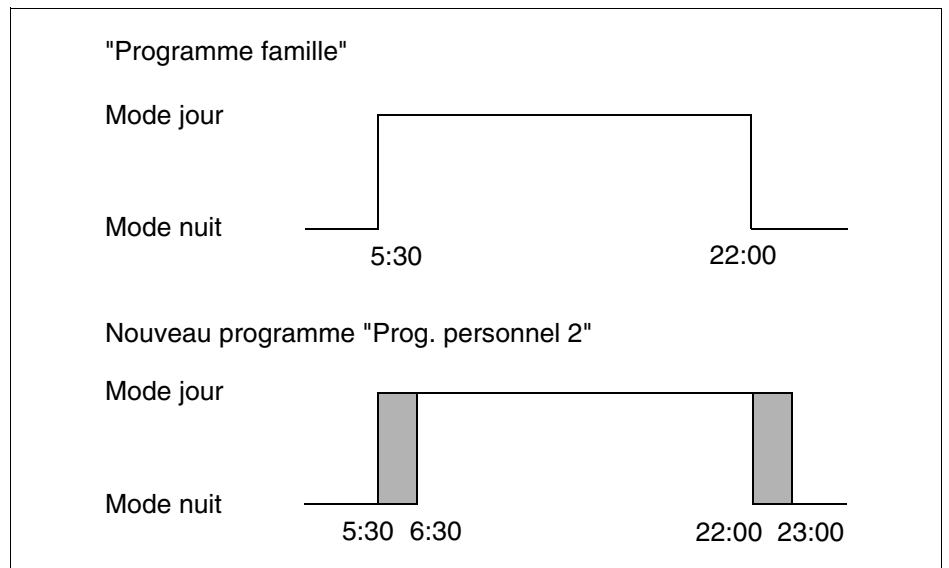 "Programme famille"
Mode jour
Mode nuit
5:30 22:00
Nouveau programme "Prog. personnel 2"
Mode jour
Mode nuit
5:30 6:30 22:00 23:00